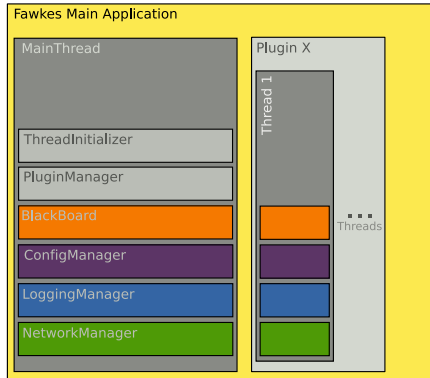 Fawkes Main Application
MainThread
ThreadInitializer
PluginManager
BlackBoard
ConfigManager
LoggingManager
NetworkManager
Plugin X
Thread 1
...
Threads